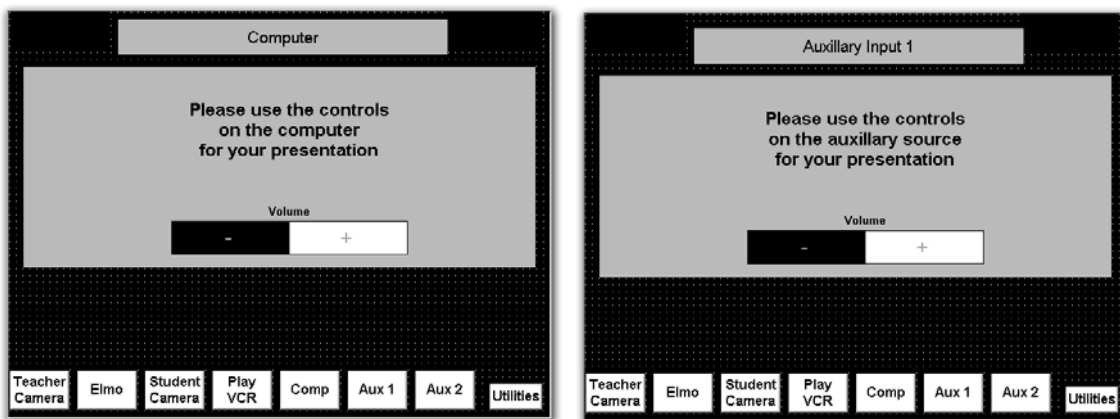 Computer
Please use the controls
on the computer
for your presentation
Volume
- +
Teacher Camera Elmo Student Camera Play VCR Comp Aux 1 Aux 2 Utilities
Auxillary Input 1
Please use the controls
on the auxillary source
for your presentation
Volume
- +
Teacher Camera Elmo Student Camera Play VCR Comp Aux 1 Aux 2 Utilities